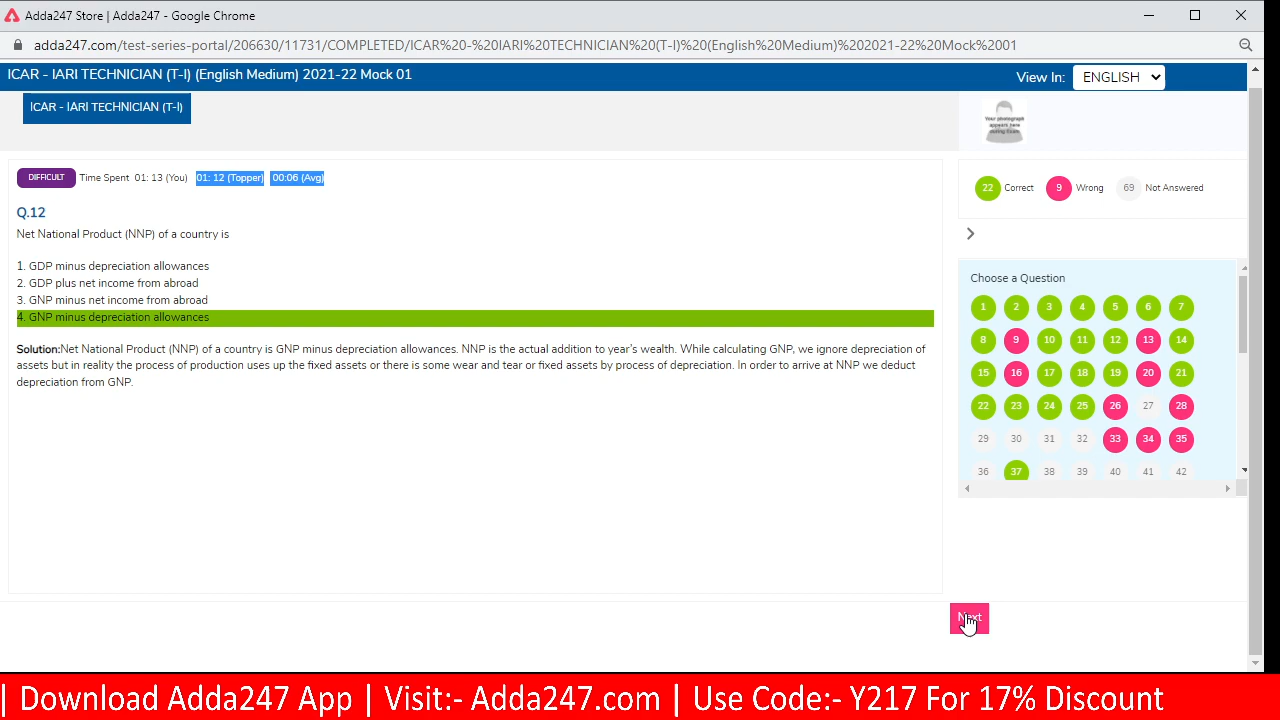 Adda247 Store | Adda247 - Google Chrome
adda247.com/test-series-portal/206630/11731/COMPLETED/ICAR%20-%20IARI%20TECHNICIAN%20(T-I)%20(English%20Medium)%202021-22%20Mock%2001
ICAR - IARI TECHNICIAN (T-I) (English Medium) 2021-22 Mock 01
View In: ENGLISH
ICAR - IARI TECHNICIAN (T-I)
Your photograph
appears here
during Exam
DIFFICULT Time Spent 01: 13 (You) 01: 12 (Topper) 00:06 (Avg)
22 Correct 9 Wrong 69 Not Answered
Q.12
Net National Product (NNP) of a country is
1. GDP minus depreciation allowances
2. GDP plus net income from abroad
3. GNP minus net income from abroad
4. GNP minus depreciation allowances
Solution:Net National Product (NNP) of a country is GNP minus depreciation allowances. NNP is the actual addition to year's wealth. While calculating GNP, we ignore depreciation of
assets but in reality the process of production uses up the fixed assets or there is some wear and tear or fixed assets by process of depreciation. In order to arrive at NNP we deduct
depreciation from GNP.
Choose a Question
1 2 3 4 5 6 7
8 9 10 11 12 13 14
15 16 17 18 19 20 21
22 23 24 25 26 27 28
29 30 31 32 33 34 35
36 37 38 39 40 41 42
Next
| Download Adda247 App | Visit:- Adda247.com | Use Code:- Y217 For 17% Discount